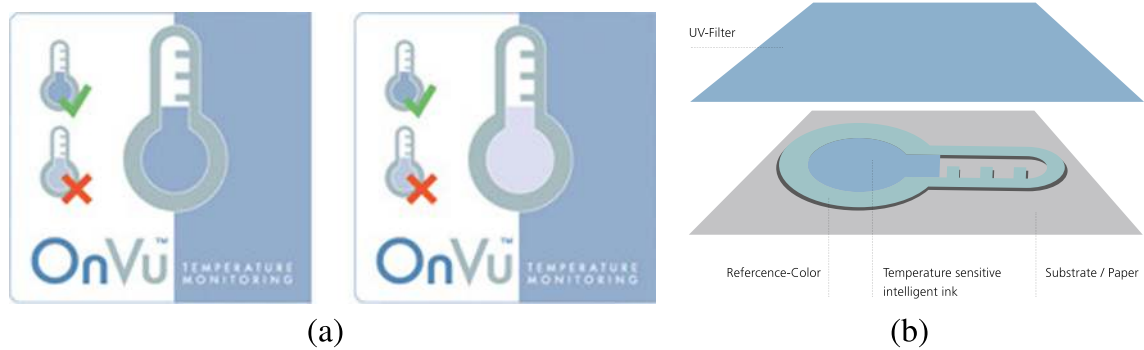 OnVu™ TEMPERATURE
MONITORING
OnVu™ TEMPERATURE
MONITORING
(a)
UV-Filter
Refercence-Color
Temperature sensitive
intelligent ink
Substrate / Paper
(b)